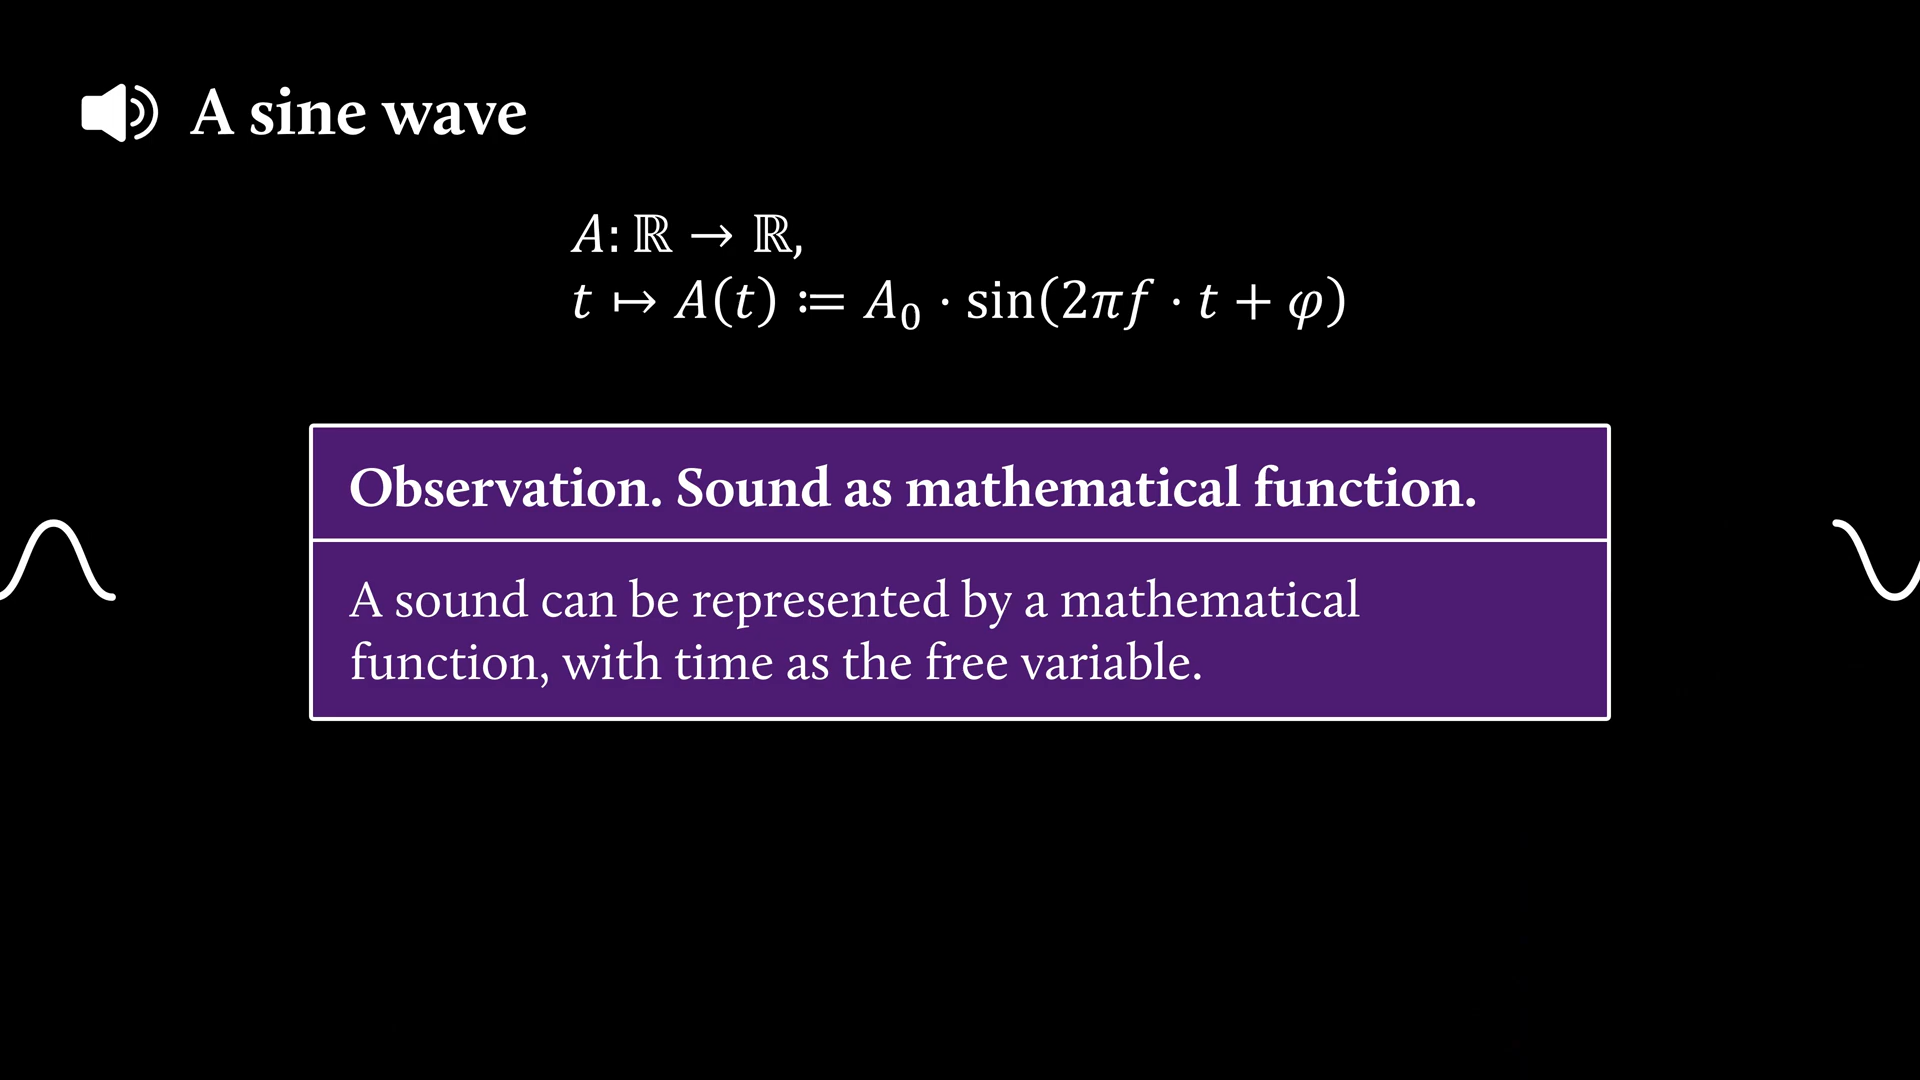 A sine wave
A: ℝ → ℝ,
t ↦ A(t) ≔ A₀ · sin(2πf · t + φ)
Observation. Sound as mathematical function.
A sound can be represented by a mathematical
function, with time as the free variable.